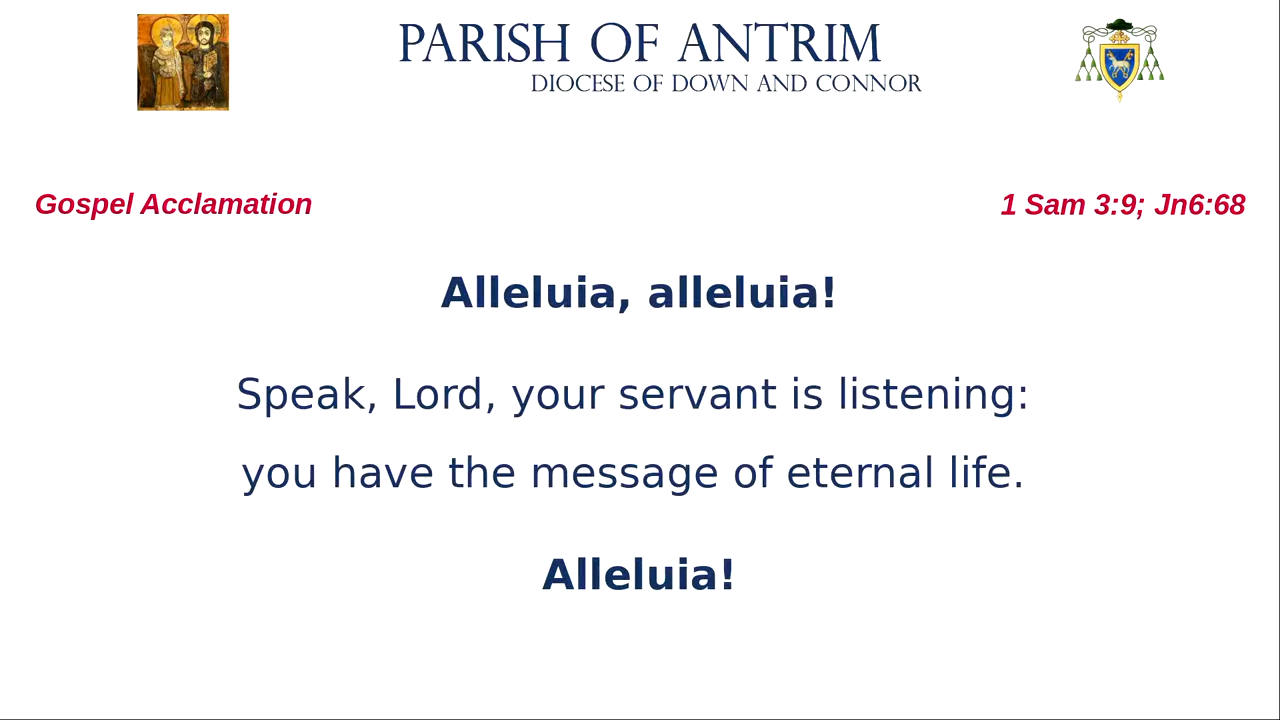 PARISH OF ANTRIM
DIOCESE OF DOWN AND CONNOR
Gospel Acclamation
1 Sam 3:9; Jn6:68
Alleluia, alleluia!
Speak, Lord, your servant is listening:
you have the message of eternal life.
Alleluia!